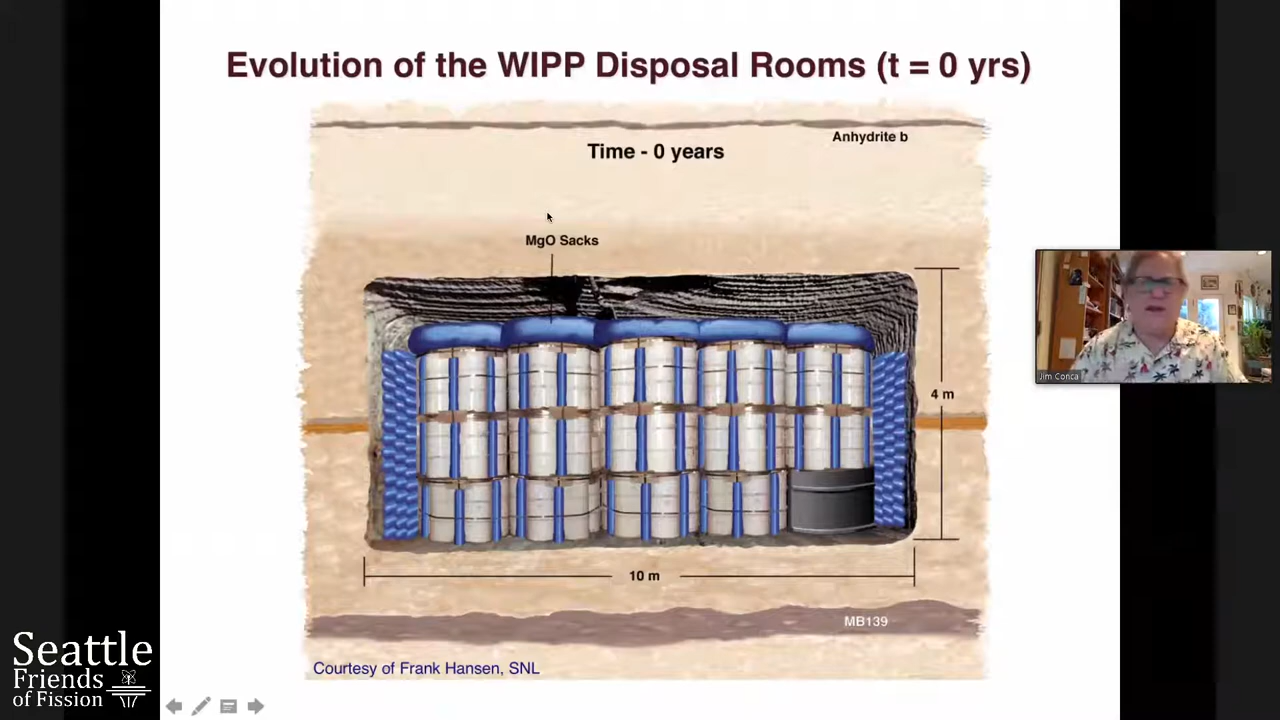 Evolution of the WIPP Disposal Rooms (t = 0 yrs)
Anhydrite b
Time - 0 years
MgO Sacks
4 m
Jim Conca
10 m
MB139
Courtesy of Frank Hansen, SNL
Seattle
Friends
of Fission